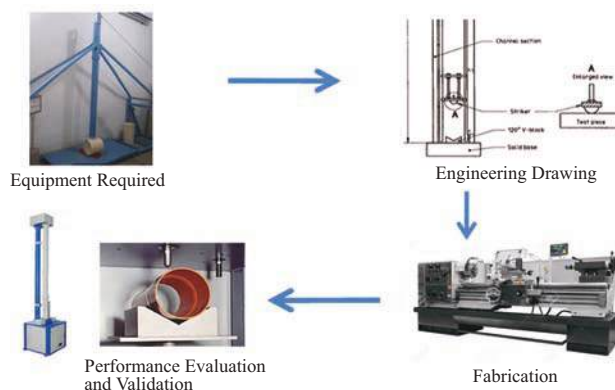 Equipment Required
Channel section
A
Enlarged view
A
Striker
Test piece
120° V-block
Solid base
Engineering Drawing
Fabrication
Performance Evaluation
and Validation